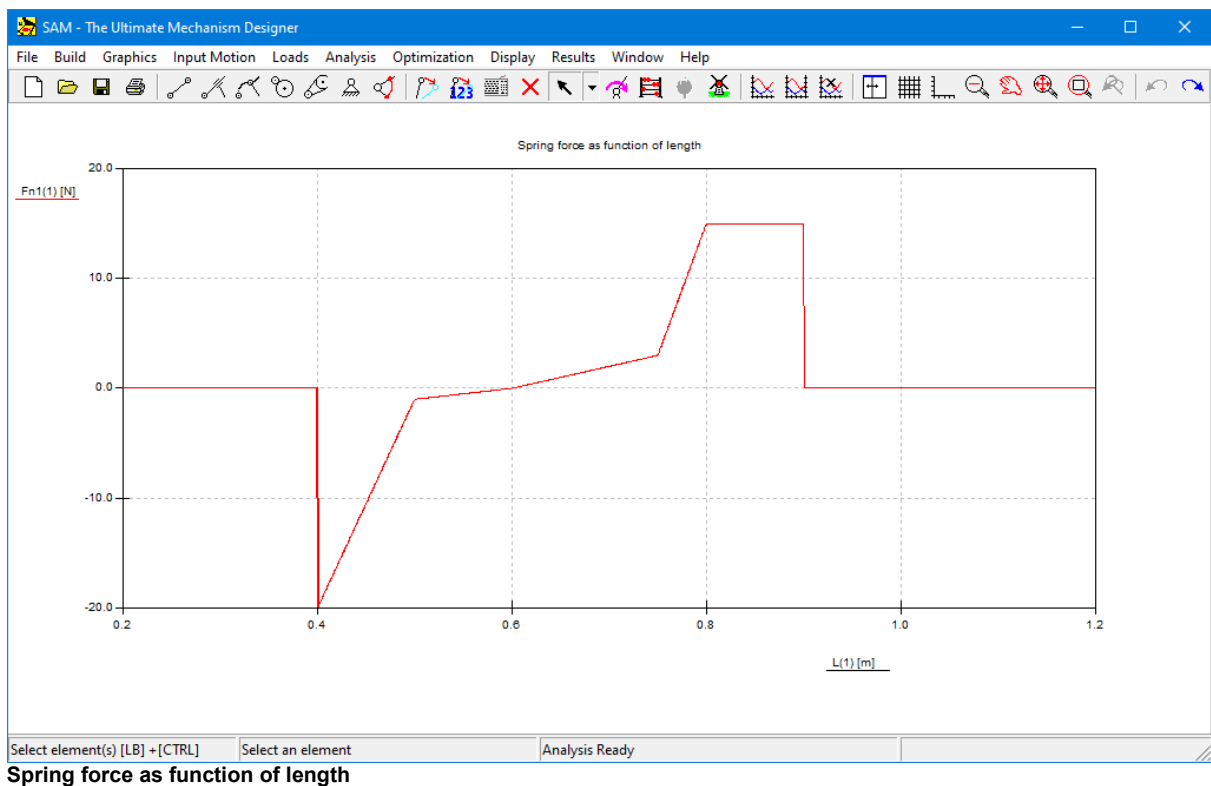 SAM - The Ultimate Mechanism Designer
File Build Graphics Input Motion Loads Analysis Optimization Display Results Window Help
123
Spring force as function of length
20.0
Fn1(1) [N]
10.0
0.0
-10.0
-20.0
0.2 0.4 0.6 0.8 1.0 1.2
L(1) [m]
Select element(s) [LB] +[CTRL] Select an element Analysis Ready
Spring force as function of length